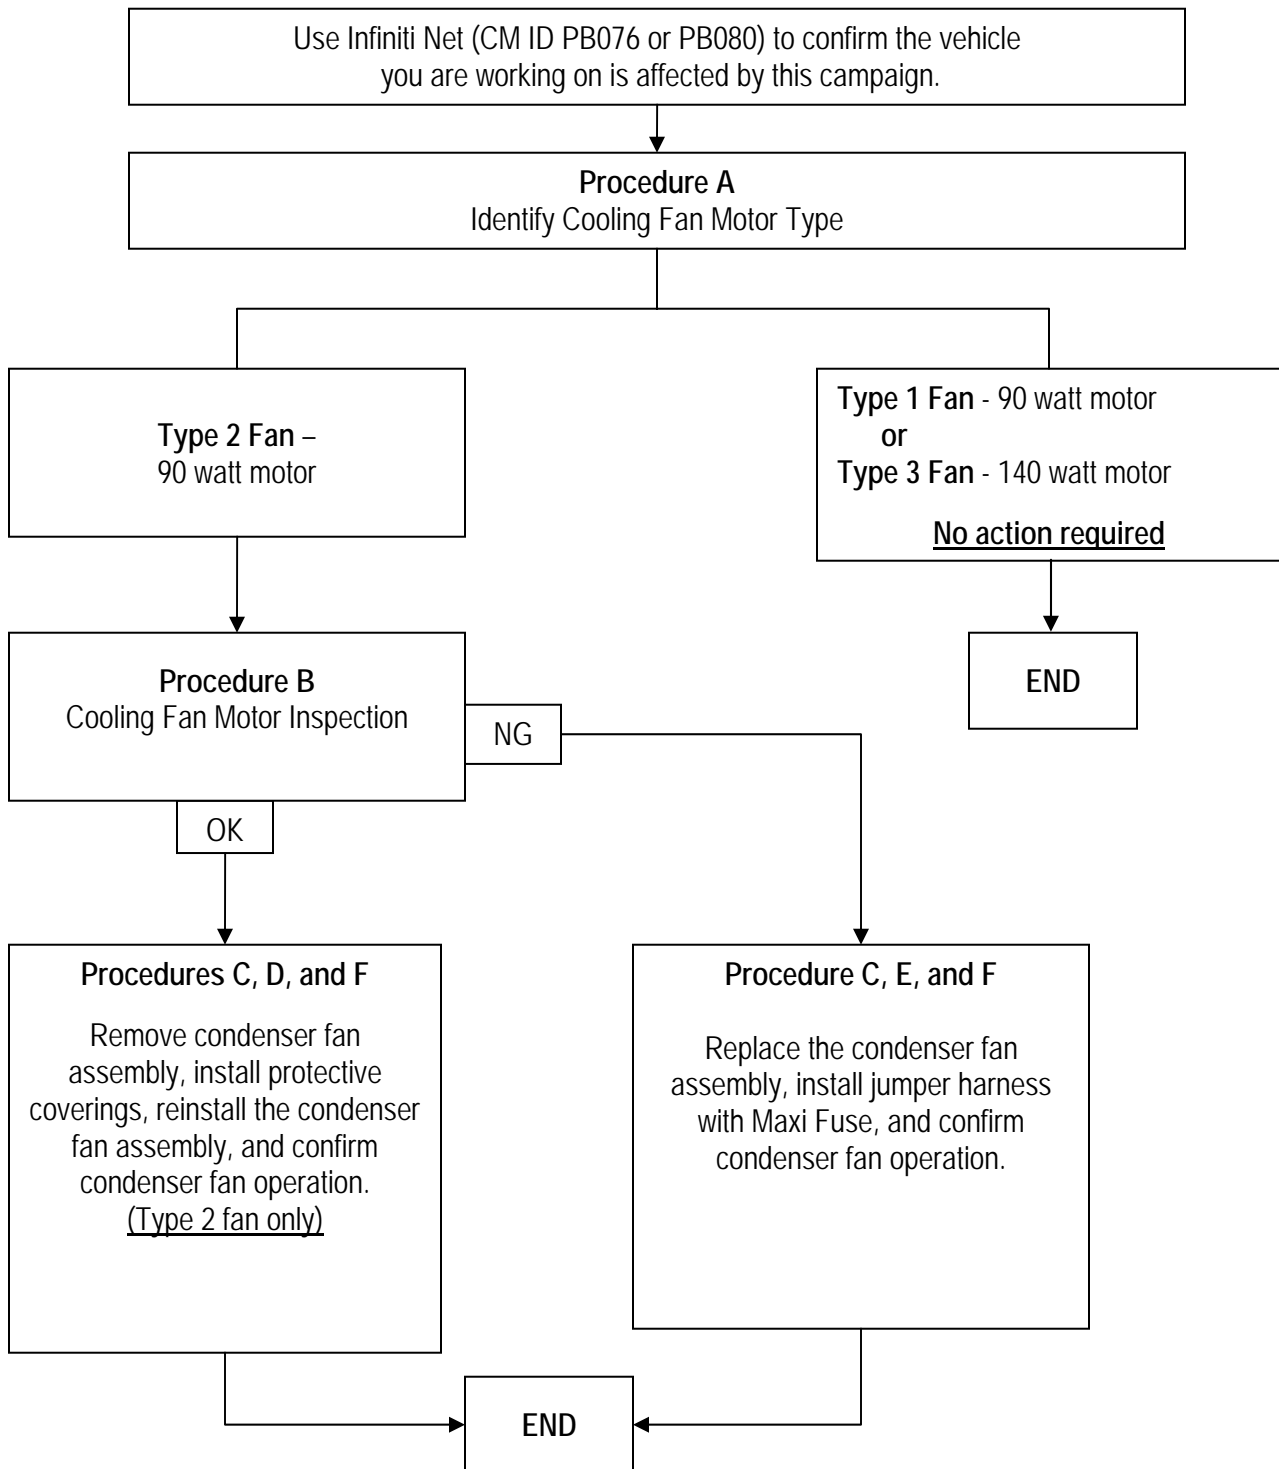 Use Infiniti Net (CM ID PB076 or PB080) to confirm the vehicle
you are working on is affected by this campaign.
Procedure A
Identify Cooling Fan Motor Type
Type 2 Fan –
90 watt motor
Type 1 Fan - 90 watt motor
or
Type 3 Fan - 140 watt motor
No action required
END
Procedure B
Cooling Fan Motor Inspection
NG
OK
Procedures C, D, and F
Remove condenser fan
assembly, install protective
coverings, reinstall the condenser
fan assembly, and confirm
condenser fan operation.
(Type 2 fan only)
Procedure C, E, and F
Replace the condenser fan
assembly, install jumper harness
with Maxi Fuse, and confirm
condenser fan operation.
END